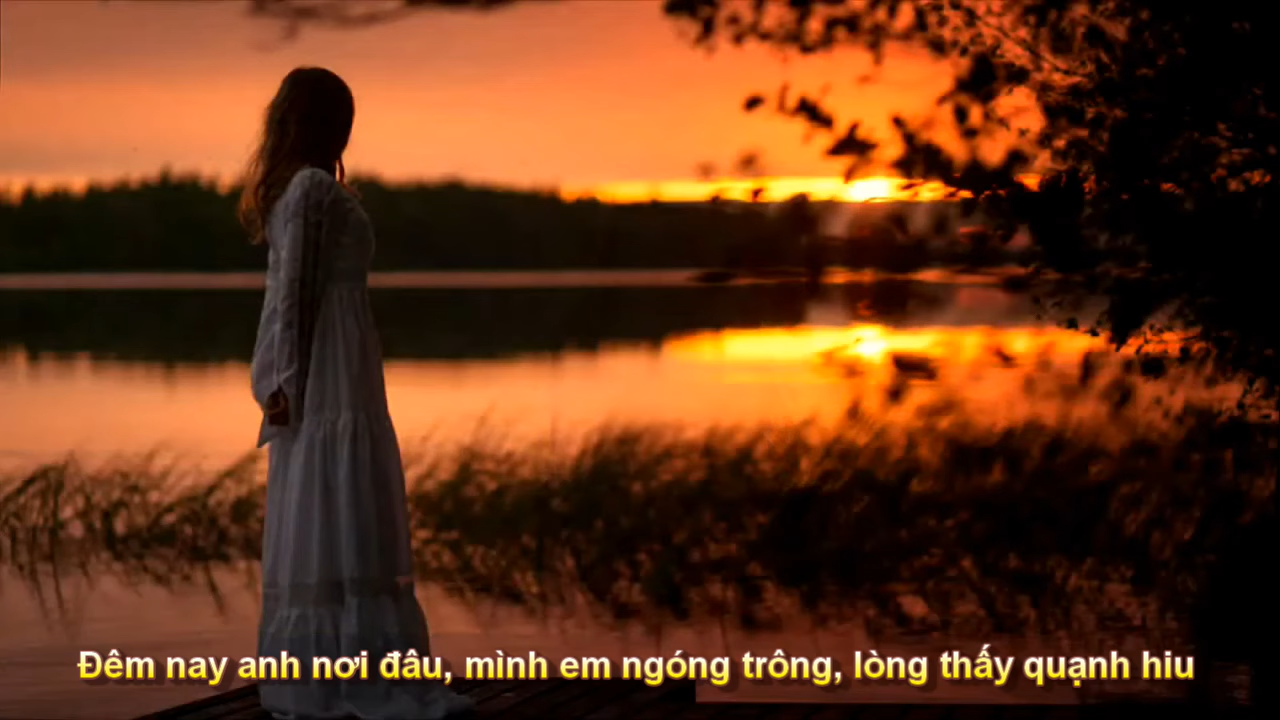 Đêm nay anh nơi đâu, mình em ngóng trông, lòng thấy quạnh hiu